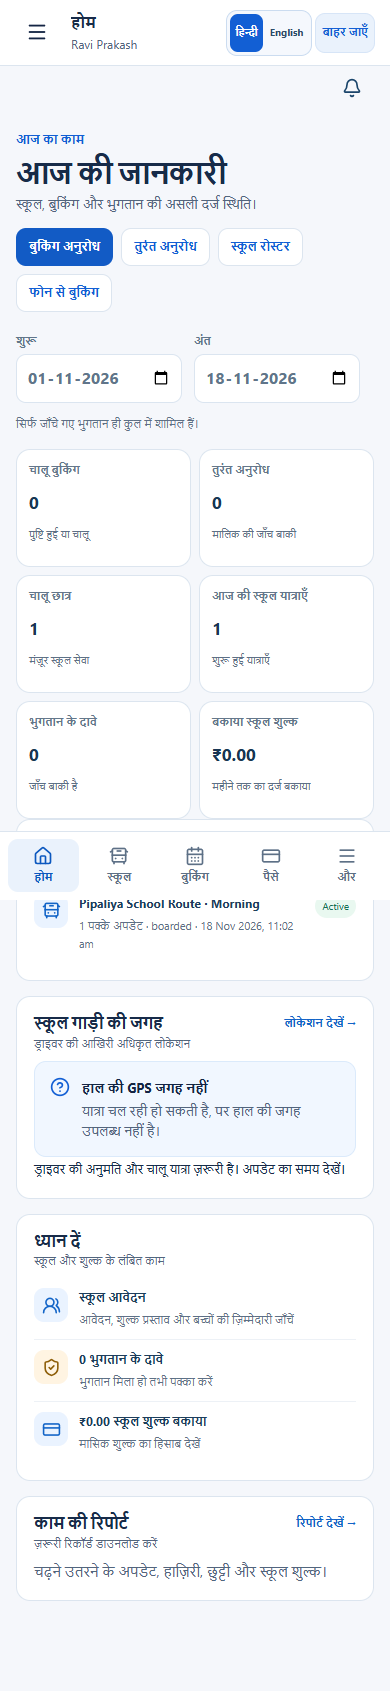 होम
Ravi Prakash
हिन्दी
English
बाहर जाएँ
आज का काम
आज की जानकारी
स्कूल, बुकिंग और भुगतान की असली दर्ज स्थिति।
बुकिंग अनुरोध
तुरंत अनुरोध
स्कूल रोस्टर
फोन से बुकिंग
शुरू
अंत
01-11-2026
18-11-2026
सिर्फ जाँचे गए भुगतान ही कुल में शामिल हैं।
चालू बुकिंग
0
पुष्टि हुई या चालू
तुरंत अनुरोध
0
मालिक की जाँच बाकी
चालू छात्र
1
मंजूर स्कूल सेवा
आज की स्कूल यात्राएँ
1
शुरू हुई यात्राएँ
भुगतान के दावे
0
जाँच बाकी है
बकाया स्कूल शुल्क
₹0.00
महीने तक का दर्ज बकाया
होम
स्कूल
बुकिंग
पैसे
और
Pipaliya School Route · Morning
1 पक्के अपडेट · boarded · 18 Nov 2026, 11:02
am
Active
स्कूल गाड़ी की जगह
लोकेशन देखें →
ड्राइवर की आखिरी अधिकृत लोकेशन
हाल की GPS जगह नहीं
यात्रा चल रही हो सकती है, पर हाल की जगह
उपलब्ध नहीं है।
ड्राइवर की अनुमति और चालू यात्रा ज़रूरी है। अपडेट का समय देखें।
ध्यान दें
स्कूल और शुल्क के लंबित काम
स्कूल आवेदन
आवेदन, शुल्क प्रस्ताव और बच्चों की ज़िम्मेदारी जाँचें
0 भुगतान के दावे
भुगतान मिला हो तभी पक्का करें
₹0.00 स्कूल शुल्क बकाया
मासिक शुल्क का हिसाब देखें
काम की रिपोर्ट
रिपोर्ट देखें →
ज़रूरी रिकॉर्ड डाउनलोड करें
चढ़ने उतरने के अपडेट, हाज़िरी, छुट्टी और स्कूल शुल्क।